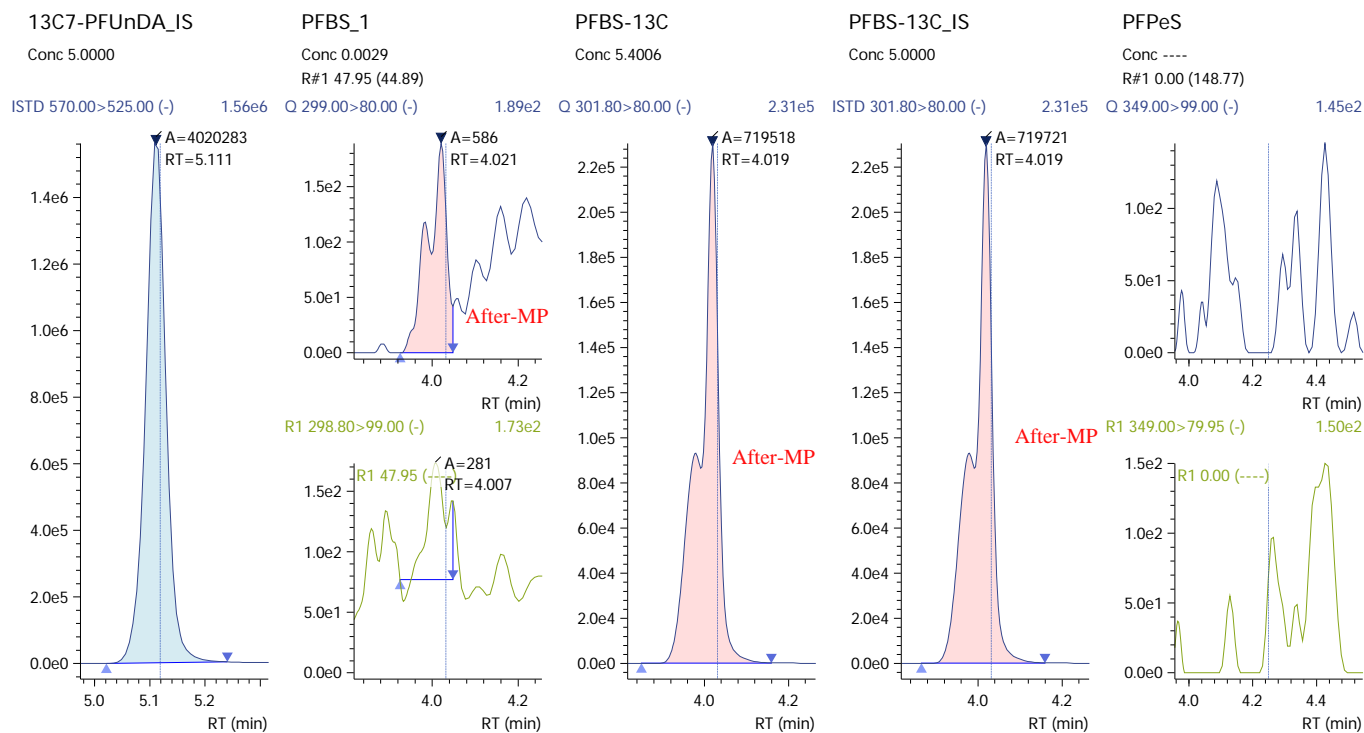 13C7-PFUnDA_IS
Conc 5.0000
ISTD 570.00>525.00 (-) 1.56e6
A=4020283
RT=5.111
1.4e6
1.2e6
1.0e6
8.0e5
6.0e5
4.0e5
2.0e5
0.0e0
5.0 5.1 5.2
RT (min)
PFBS_1
Conc 0.0029
R#1 47.95 (44.89)
Q 299.00>80.00 (-) 1.89e2
A=586
RT=4.021
1.5e2
1.0e2
5.0e1
0.0e0
After-MP
4.0 4.2
RT (min)
R1 298.80>99.00 (-) 1.73e2
A=281
R1 47.95 (----)
RT=4.007
1.5e2
1.0e2
5.0e1
0.0e0
4.0 4.2
RT (min)
PFBS-13C
Conc 5.4006
Q 301.80>80.00 (-) 2.31e5
A=719518
RT=4.019
2.2e5
2.0e5
1.8e5
1.6e5
1.4e5
1.2e5
1.0e5
After-MP
8.0e4
6.0e4
4.0e4
2.0e4
0.0e0
4.0 4.2
RT (min)
PFBS-13C_IS
Conc 5.0000
ISTD 301.80>80.00 (-) 2.31e5
A=719721
RT=4.019
2.2e5
2.0e5
1.8e5
1.6e5
1.4e5
1.2e5
1.0e5
After-MP
8.0e4
6.0e4
4.0e4
2.0e4
0.0e0
4.0 4.2
RT (min)
PFPeS
Conc ----
R#1 0.00 (148.77)
Q 349.00>99.00 (-) 1.45e2
1.0e2
5.0e1
0.0e0
4.0 4.2 4.4
RT (min)
R1 349.00>79.95 (-) 1.50e2
R1 0.00 (----)
1.5e2
1.0e2
5.0e1
0.0e0
4.0 4.2 4.4
RT (min)